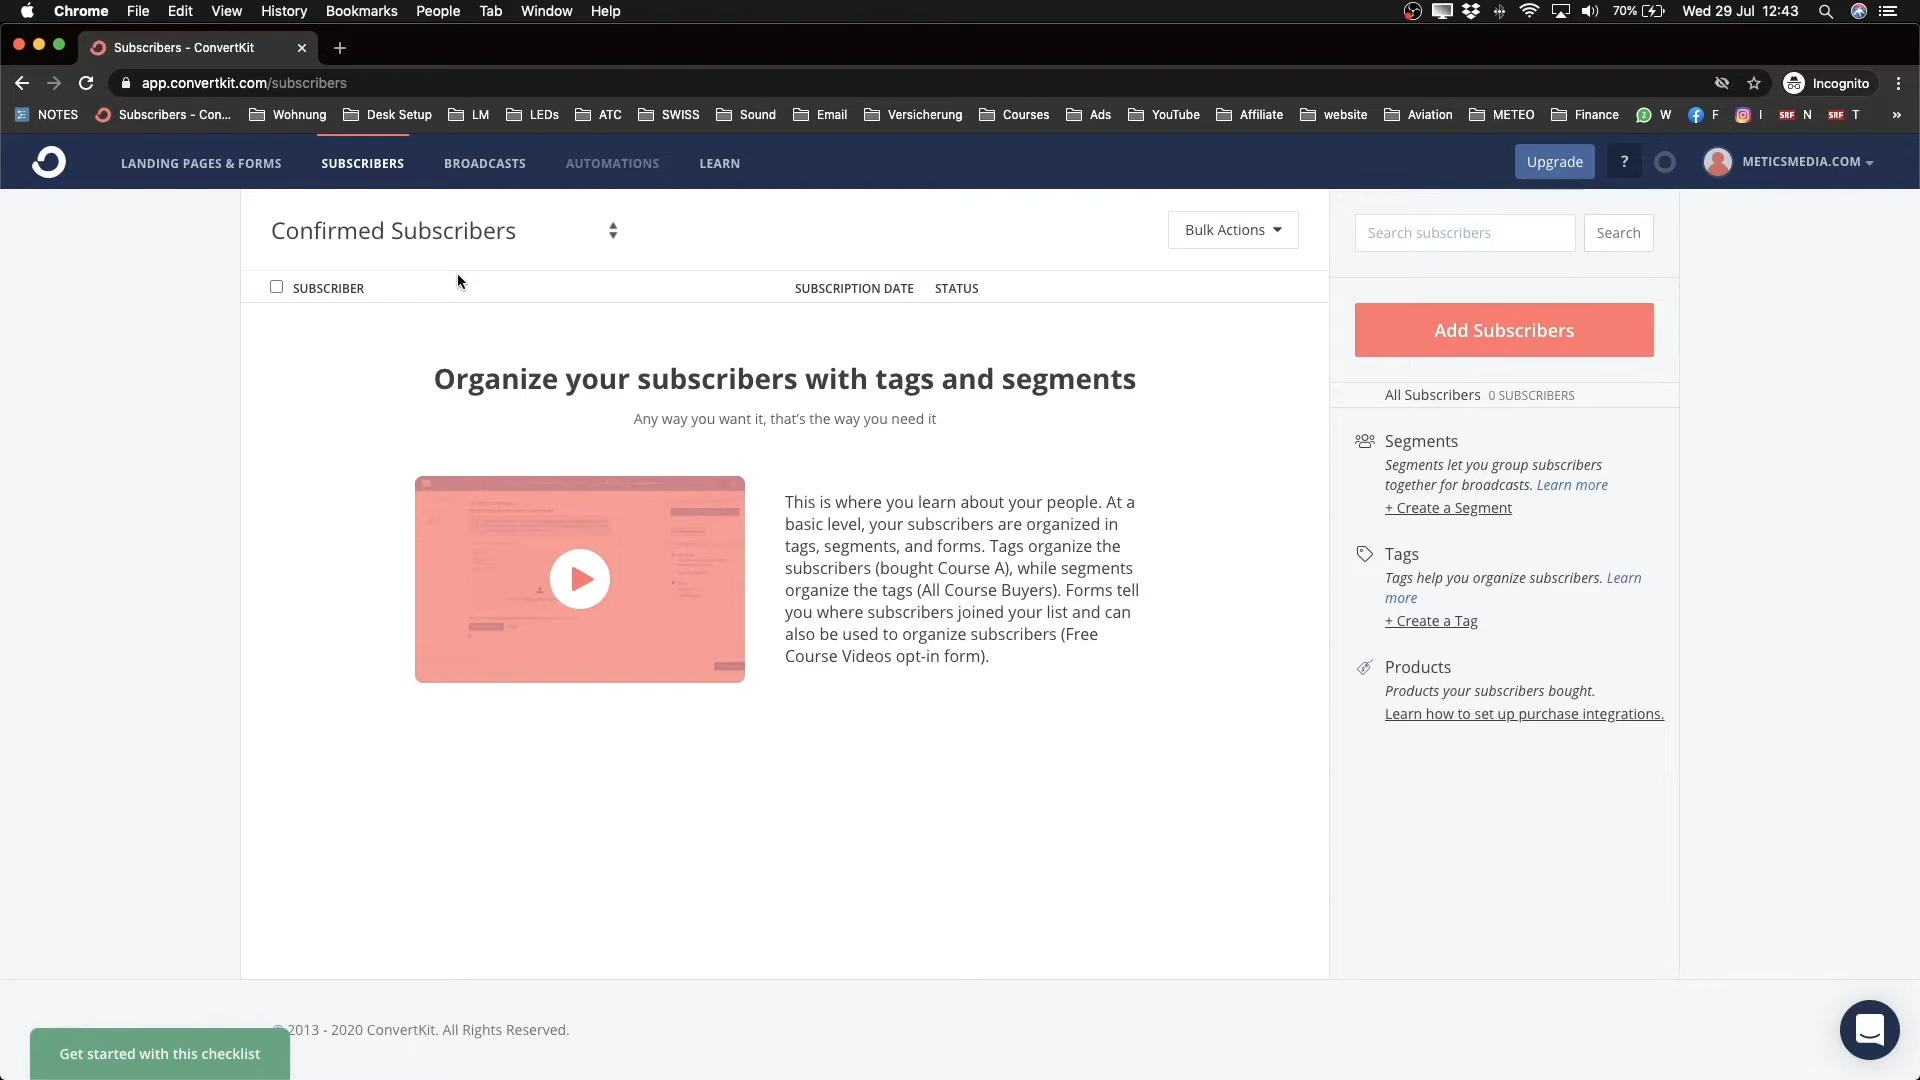 Chrome File Edit View History Bookmarks People Tab Window Help
70% Wed 29 Jul 12:43
Subscribers - ConvertKit
app.convertkit.com/subscribers
Incognito
NOTES Subscribers - Con... Wohnung Desk Setup LM LEDs ATC SWISS Sound Email Versicherung Courses Ads YouTube Affiliate website Aviation METEO Finance 2 W F I SRF N SRF T »
LANDING PAGES & FORMS SUBSCRIBERS BROADCASTS AUTOMATIONS LEARN
Upgrade ? METICSMEDIA.COM
Confirmed Subscribers
Bulk Actions
Search subscribers Search
SUBSCRIBER SUBSCRIPTION DATE STATUS
Organize your subscribers with tags and segments
Any way you want it, that's the way you need it
This is where you learn about your people. At a
basic level, your subscribers are organized in
tags, segments, and forms. Tags organize the
subscribers (bought Course A), while segments
organize the tags (All Course Buyers). Forms tell
you where subscribers joined your list and can
also be used to organize subscribers (Free
Course Videos opt-in form).
Add Subscribers
All Subscribers 0 SUBSCRIBERS
Segments
Segments let you group subscribers
together for broadcasts. Learn more
+ Create a Segment
Tags
Tags help you organize subscribers. Learn
more
+ Create a Tag
Products
Products your subscribers bought.
Learn how to set up purchase integrations.
© 2013 - 2020 ConvertKit. All Rights Reserved.
Get started with this checklist